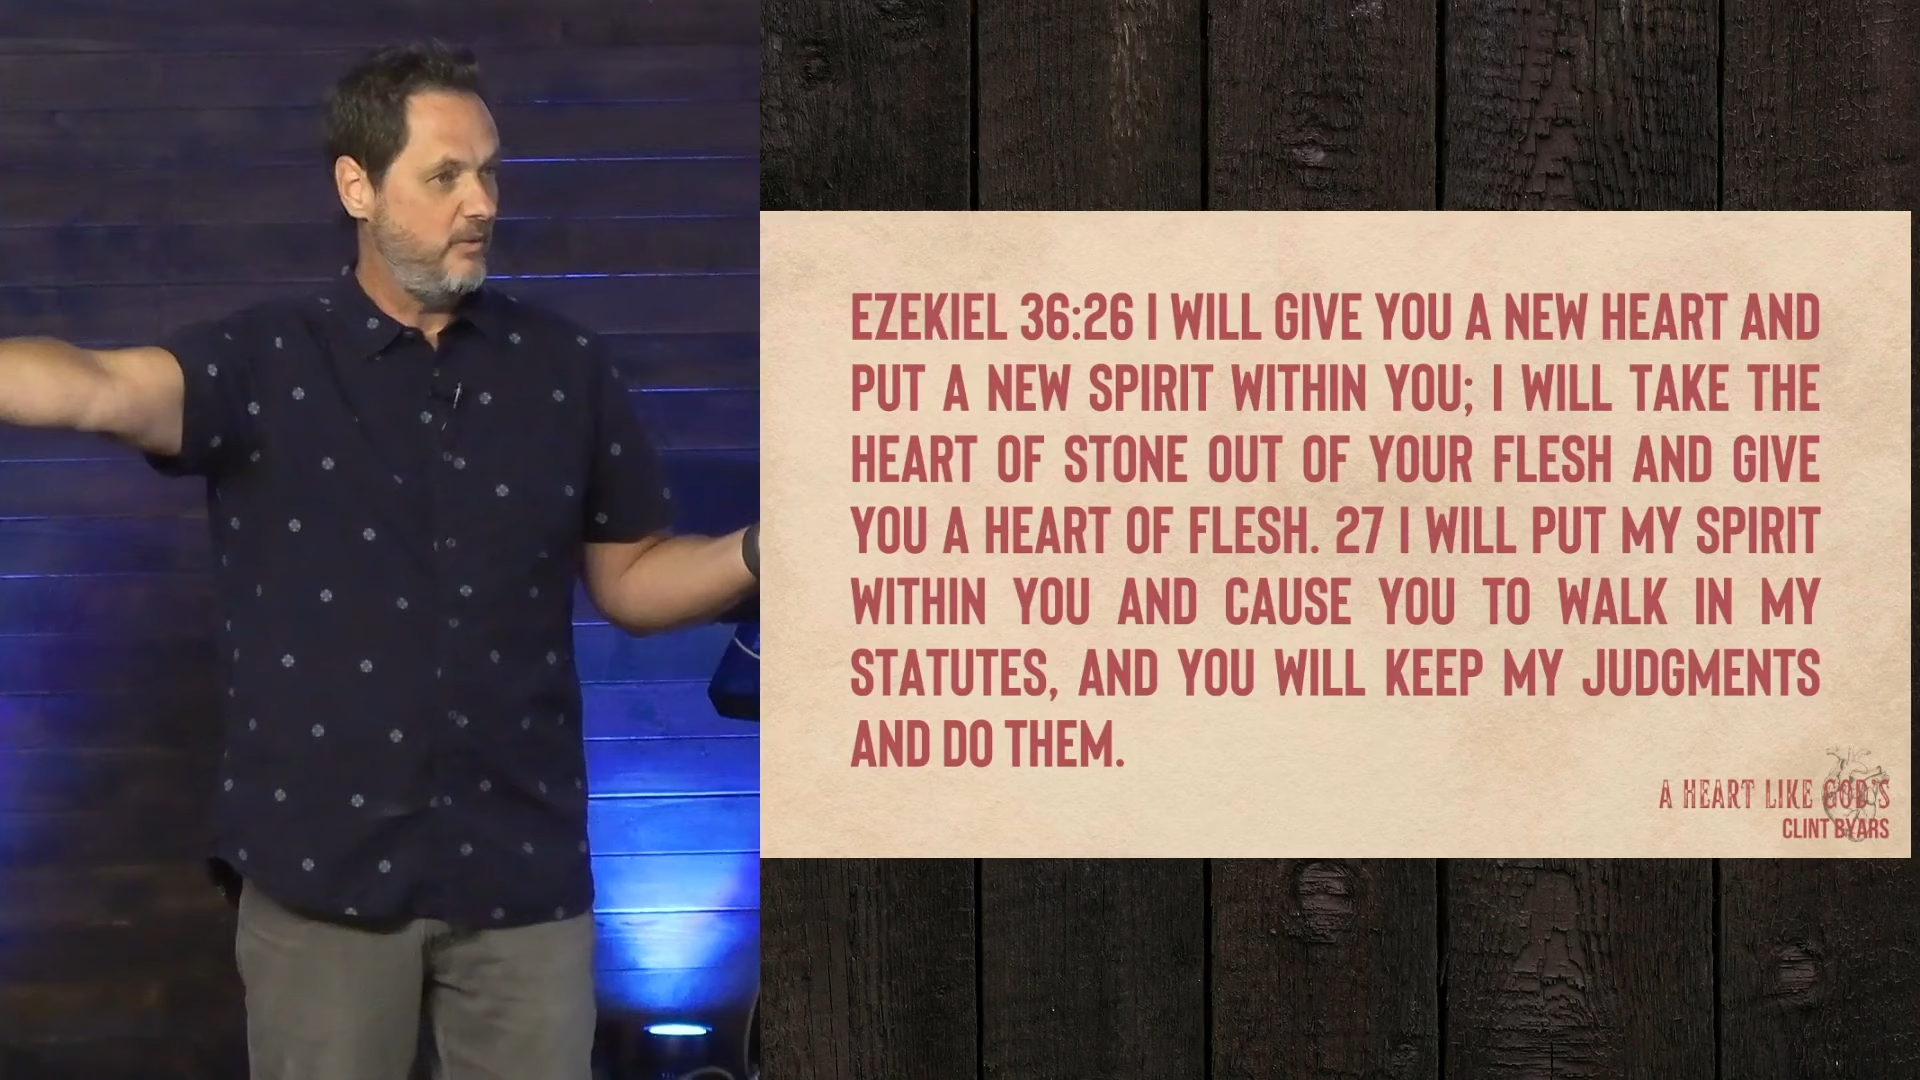 EZEKIEL 36:26 I WILL GIVE YOU A NEW HEART AND
PUT A NEW SPIRIT WITHIN YOU; I WILL TAKE THE
HEART OF STONE OUT OF YOUR FLESH AND GIVE
YOU A HEART OF FLESH. 27 I WILL PUT MY SPIRIT
WITHIN YOU AND CAUSE YOU TO WALK IN MY
STATUTES, AND YOU WILL KEEP MY JUDGMENTS
AND DO THEM.
A HEART LIKE GOD'S
CLINT BYARS